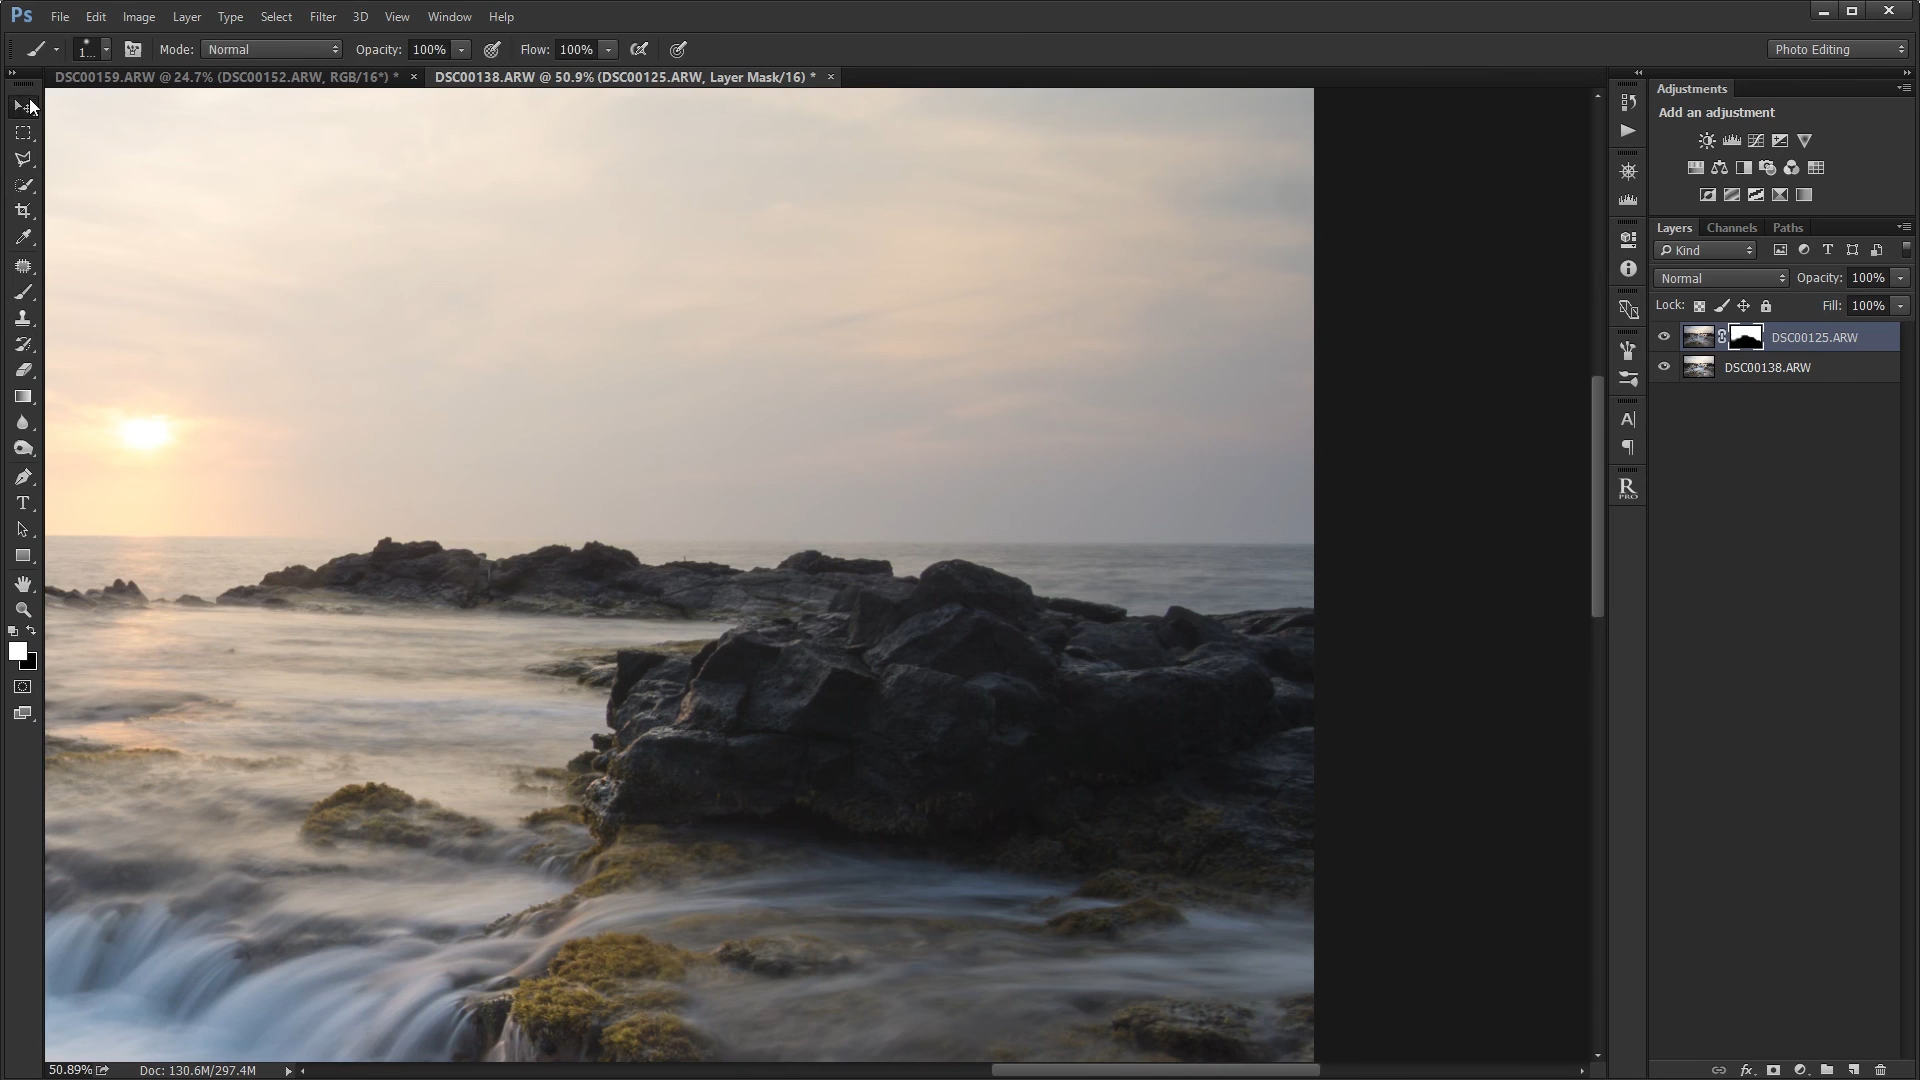 Ps File Edit Image Layer Type Select Filter 3D View Window Help
1... Mode: Normal Opacity: 100% Flow: 100% Photo Editing
DSC00159.ARW @ 24.7% (DSC00152.ARW, RGB/16*) * × DSC00138.ARW @ 50.9% (DSC00125.ARW, Layer Mask/16) * ×
Adjustments
Add an adjustment
Layers Channels Paths
Kind
Normal Opacity: 100%
Lock: Fill: 100%
DSC00125.ARW
DSC00138.ARW
R
PRO
50.89% Doc: 130.6M/297.4M
fx